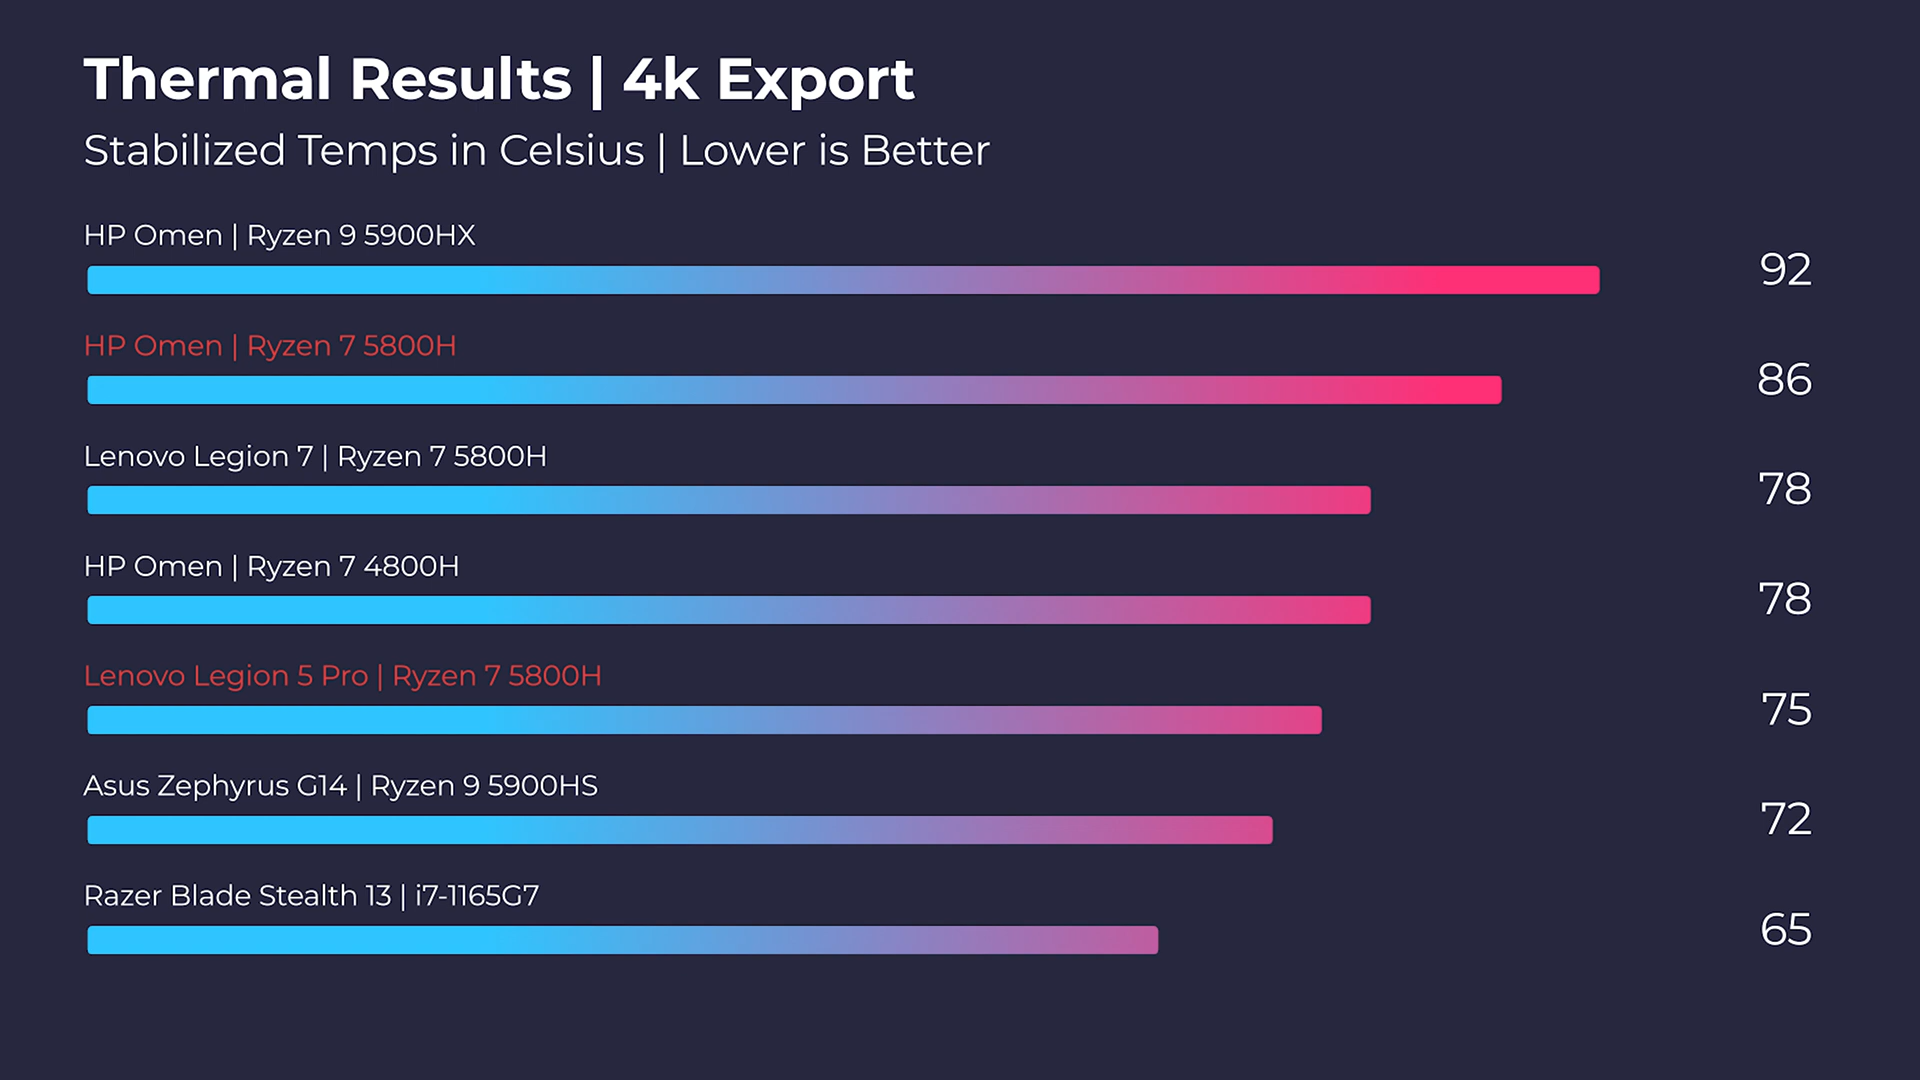 Thermal Results | 4k Export
Stabilized Temps in Celsius | Lower is Better
HP Omen | Ryzen 9 5900HX
92
HP Omen | Ryzen 7 5800H
86
Lenovo Legion 7 | Ryzen 7 5800H
78
HP Omen | Ryzen 7 4800H
78
Lenovo Legion 5 Pro | Ryzen 7 5800H
75
Asus Zephyrus G14 | Ryzen 9 5900HS
72
Razer Blade Stealth 13 | i7-1165G7
65